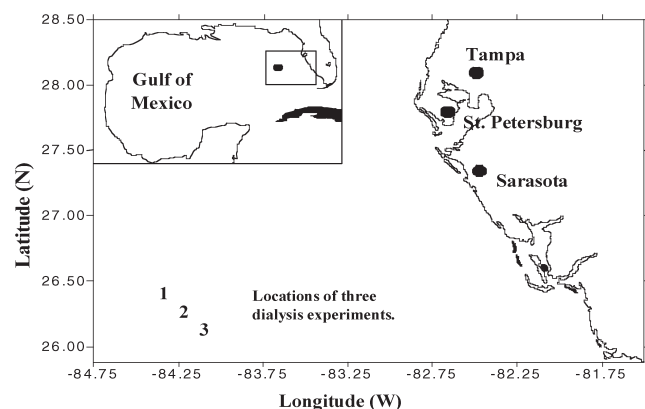 28.50
28.00
27.50
27.00
26.50
26.00
Latitude (N)
Gulf of
Mexico
Tampa
St. Petersburg
Sarasota
1
2
3
Locations of three
dialysis experiments.
-84.75 -84.25 -83.75 -83.25 -82.75 -82.25 -81.75
Longitude (W)